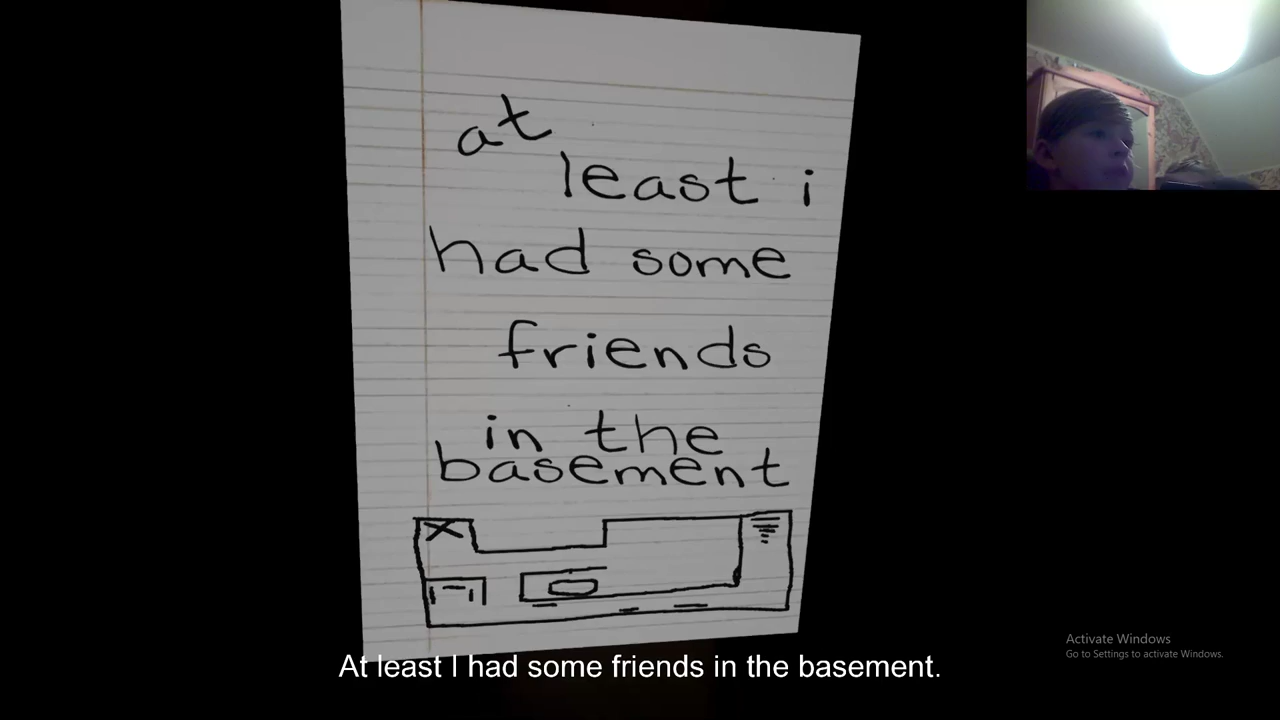 at
least i
had some
friends
in the
basement
At least I had some friends in the basement.
Activate Windows
Go to Settings to activate Windows.